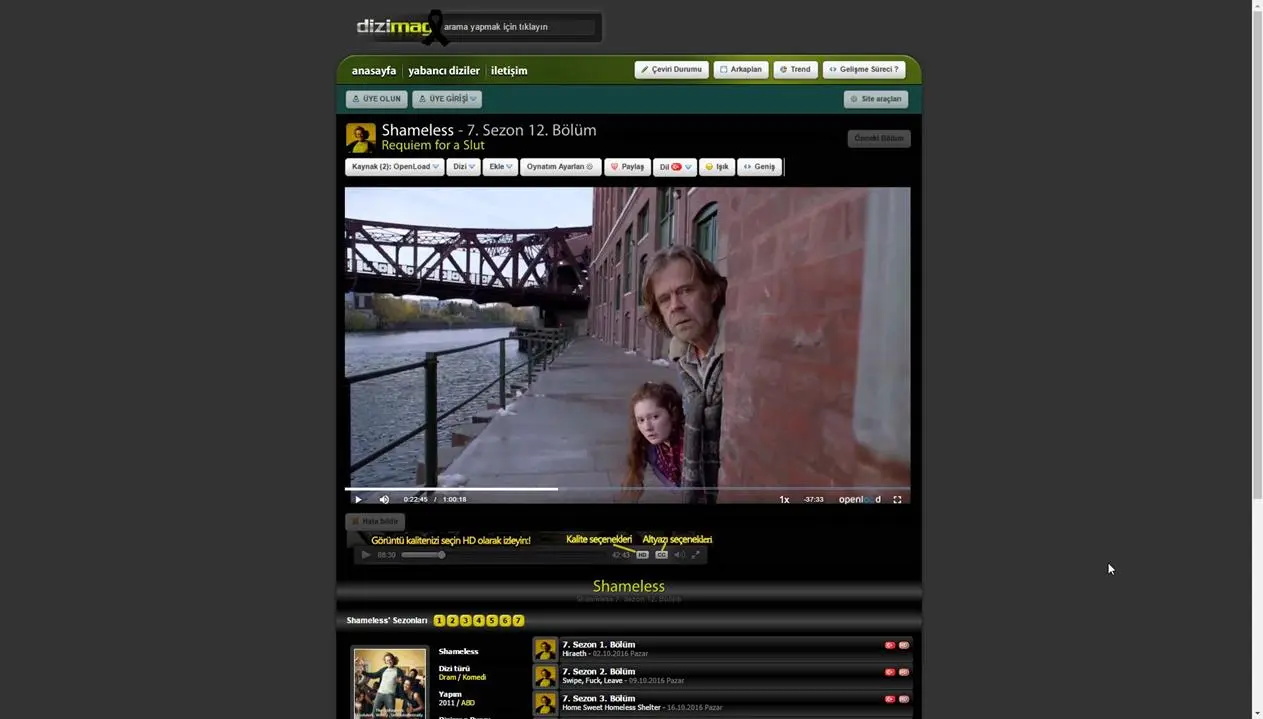 dizimag
arama yapmak için tıklayın
anasayfa yabancı diziler iletişim
Çeviri Durumu Arkaplan Trend Gelişme Süreci ?
ÜYE OLUN ÜYE GİRİŞİ Site araçları
Shameless - 7. Sezon 12. Bölüm
Requiem for a Slut
Önceki Bölüm
Kaynak (2): OpenLoad Dizi Ekle Oynatım Ayarları Paylaş Dil Işık Geniş
0:22:45 / 1:00:18 1x -37:33 openload
Hata bildir
Görüntü kalitenizi seçin HD olarak izleyin! Kalite seçenekleri Altyazı seçenekleri
08:30 42:43 HD CC
Shameless
Shameless 7. Sezon 12. Bölüm
Shameless' Sezonları 1 2 3 4 5 6 7
Shameless
Dizi türü
Dram / Komedi
Yapım
2011 / ABD
7. Sezon 1. Bölüm
Hiraeth - 02.10.2016 Pazar
7. Sezon 2. Bölüm
Swipe, Fuck, Leave - 09.10.2016 Pazar
7. Sezon 3. Bölüm
Home Sweet Homeless Shelter - 16.10.2016 Pazar